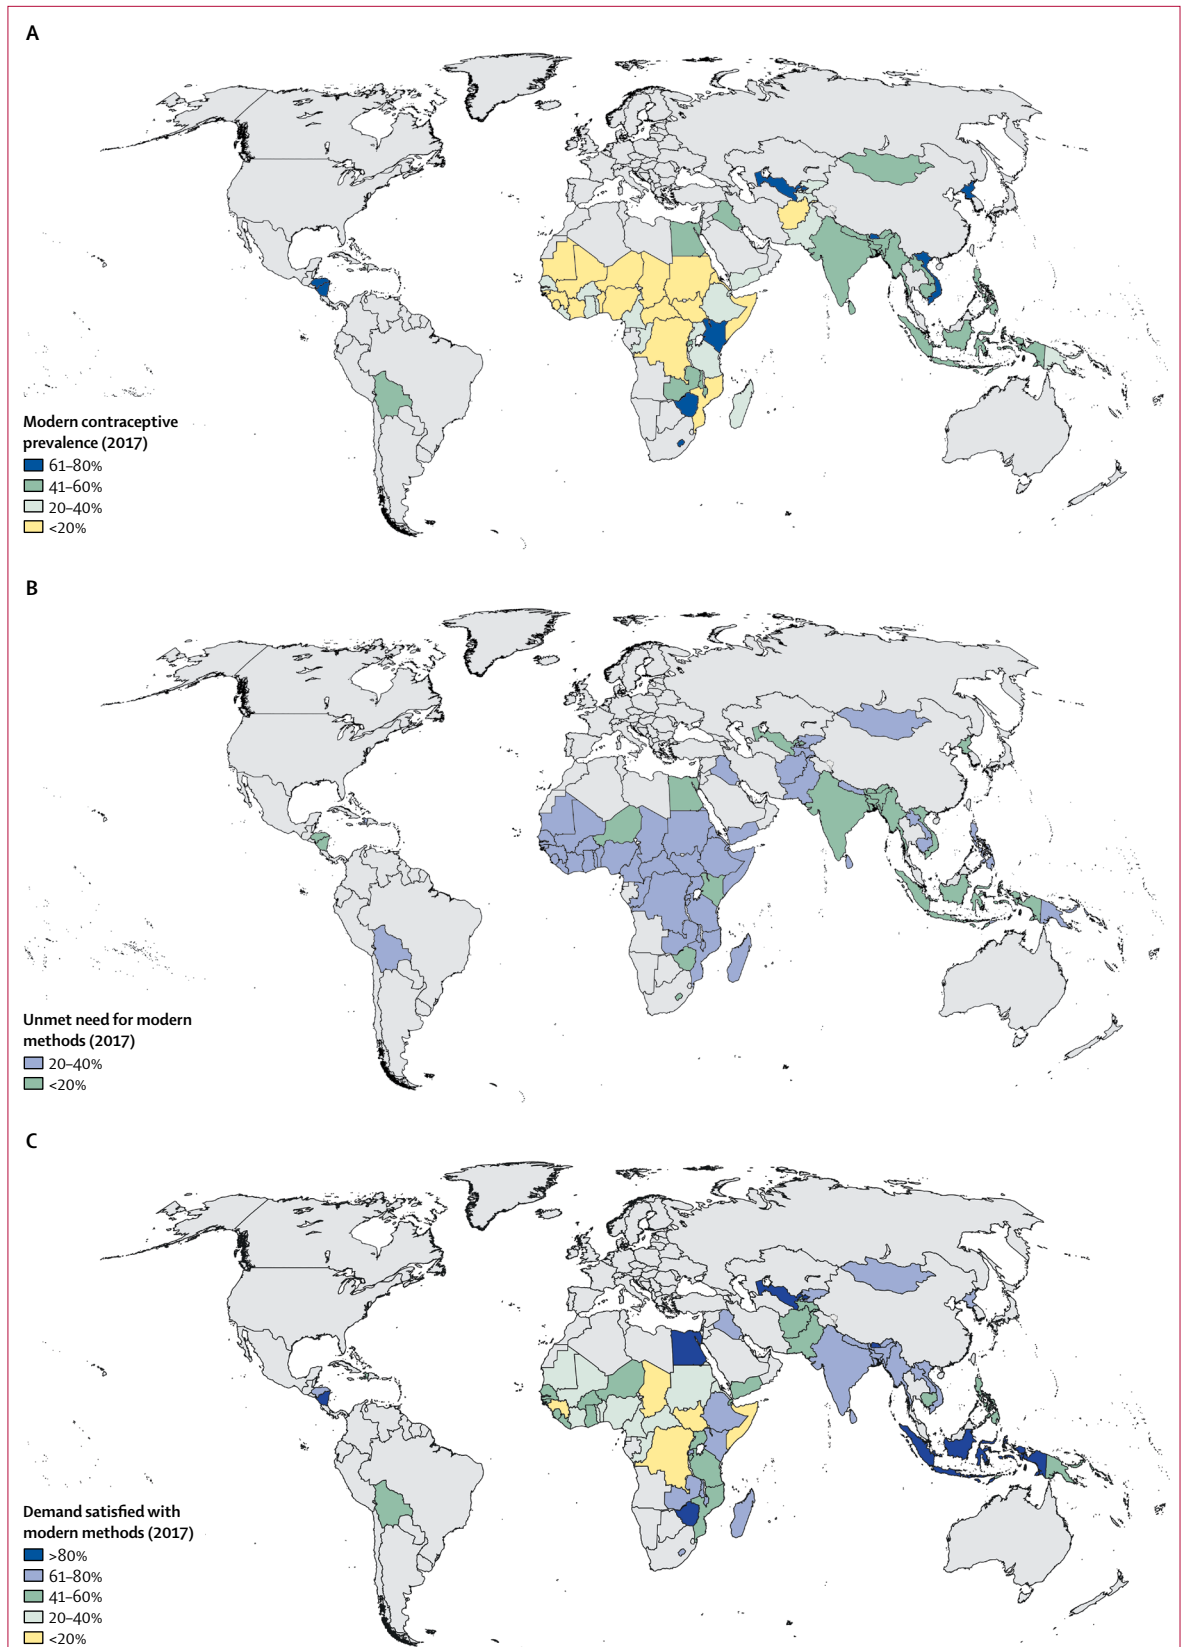 A
Modern contraceptive
prevalence (2017)
61–80%
41–60%
20–40%
<20%
B
Unmet need for modern
methods (2017)
20–40%
<20%
C
Demand satisfied with
modern methods (2017)
>80%
61–80%
41–60%
20–40%
<20%